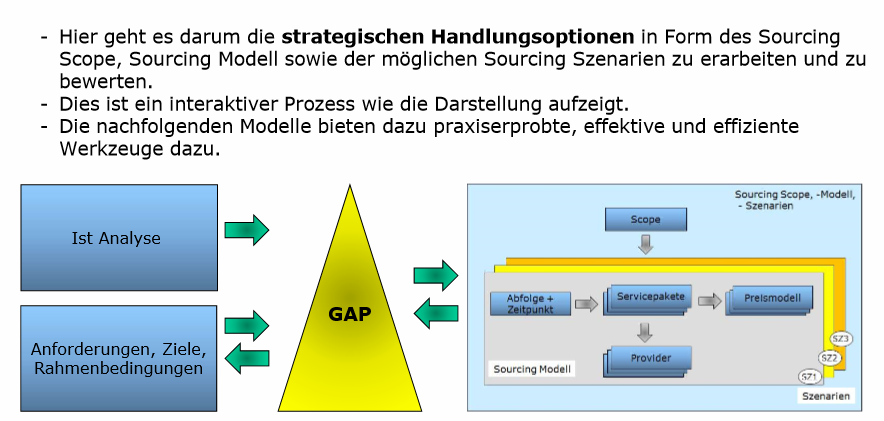 - Hier geht es darum die strategischen Handlungsoptionen in Form des Sourcing
Scope, Sourcing Modell sowie der möglichen Sourcing Szenarien zu erarbeiten und zu
bewerten.
- Dies ist ein interaktiver Prozess wie die Darstellung aufzeigt.
- Die nachfolgenden Modelle bieten dazu praxiserprobte, effektive und effiziente
Werkzeuge dazu.
Ist Analyse
Anforderungen, Ziele,
Rahmenbedingungen
GAP
Sourcing Scope, -Modell,
- Szenarien
Scope
Abfolge +
Zeitpunkt
Servicepakete
Preismodell
Provider
Sourcing Modell
SZ3
SZ2
SZ1
Szenarien